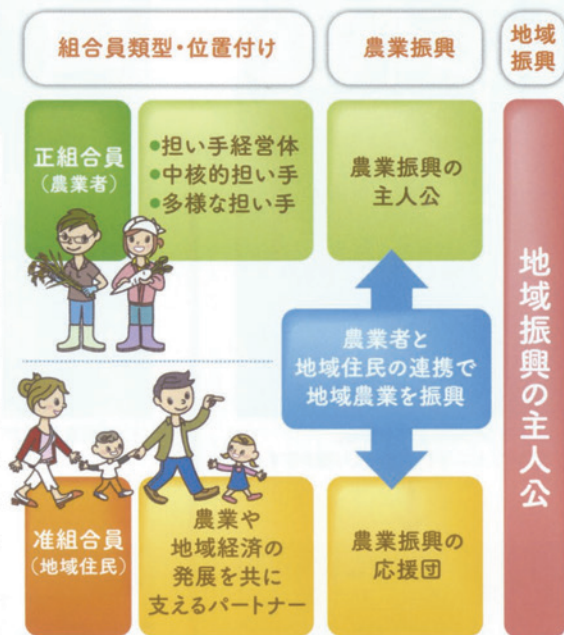 組合員類型・位置付け
農業振興
地域
振興
正組合員
(農業者)
●担い手経営体
●中核的担い手
●多様な担い手
農業振興の
主人公
農業者と
地域住民の連携で
地域農業を振興
准組合員
(地域住民)
農業や
地域経済の
発展を共に
支えるパートナー
農業振興の
応援団
地域振興の主人公